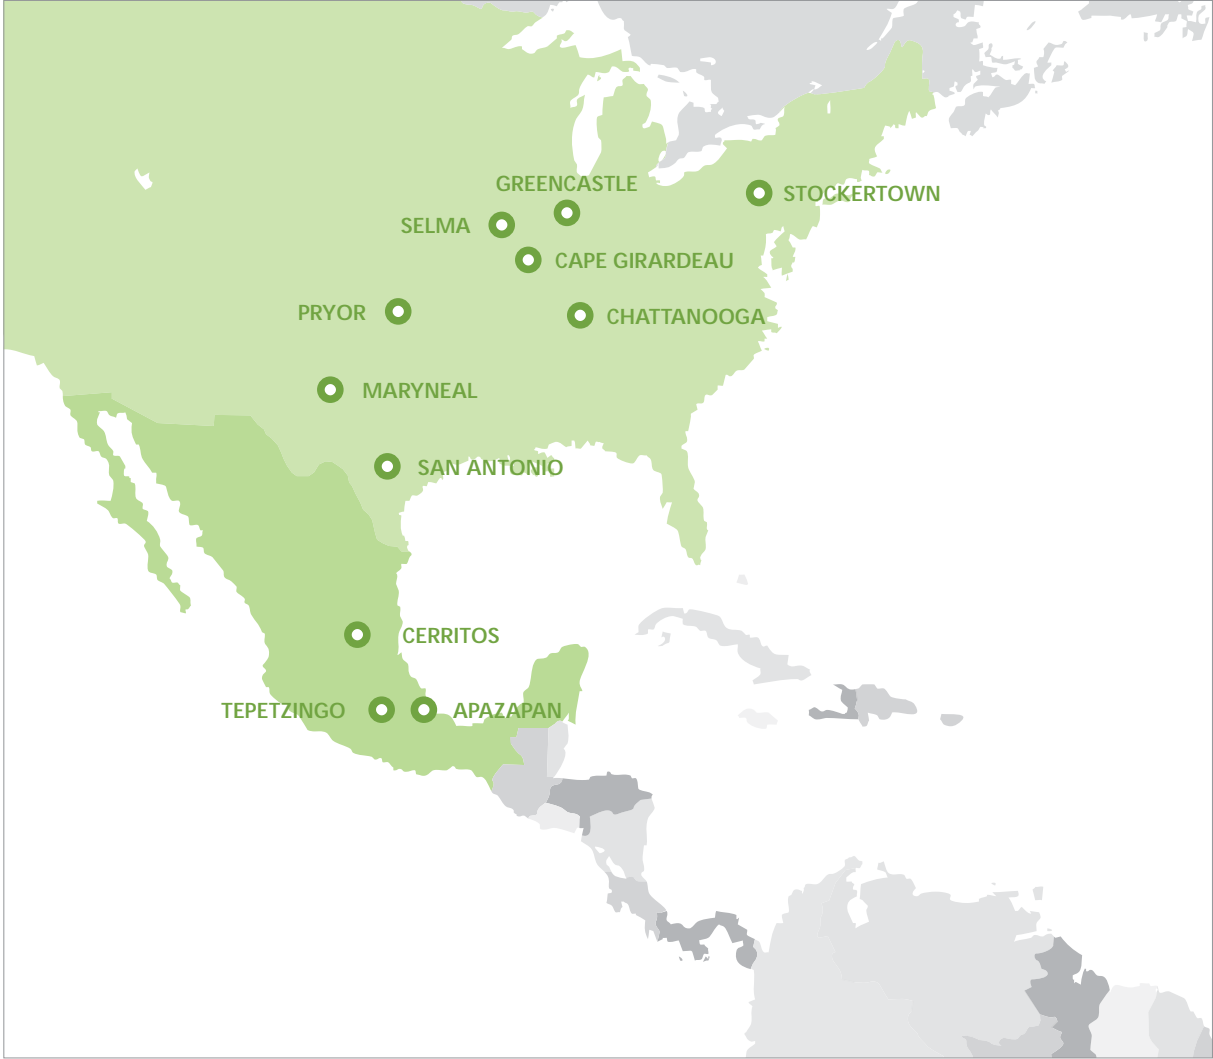 GREENCASTLE
STOCKERTOWN
SELMA
CAPE GIRARDEAU
PRYOR
CHATTANOOGA
MARYNEAL
SAN ANTONIO
CERRITOS
TEPETZINGO
APAZAPAN